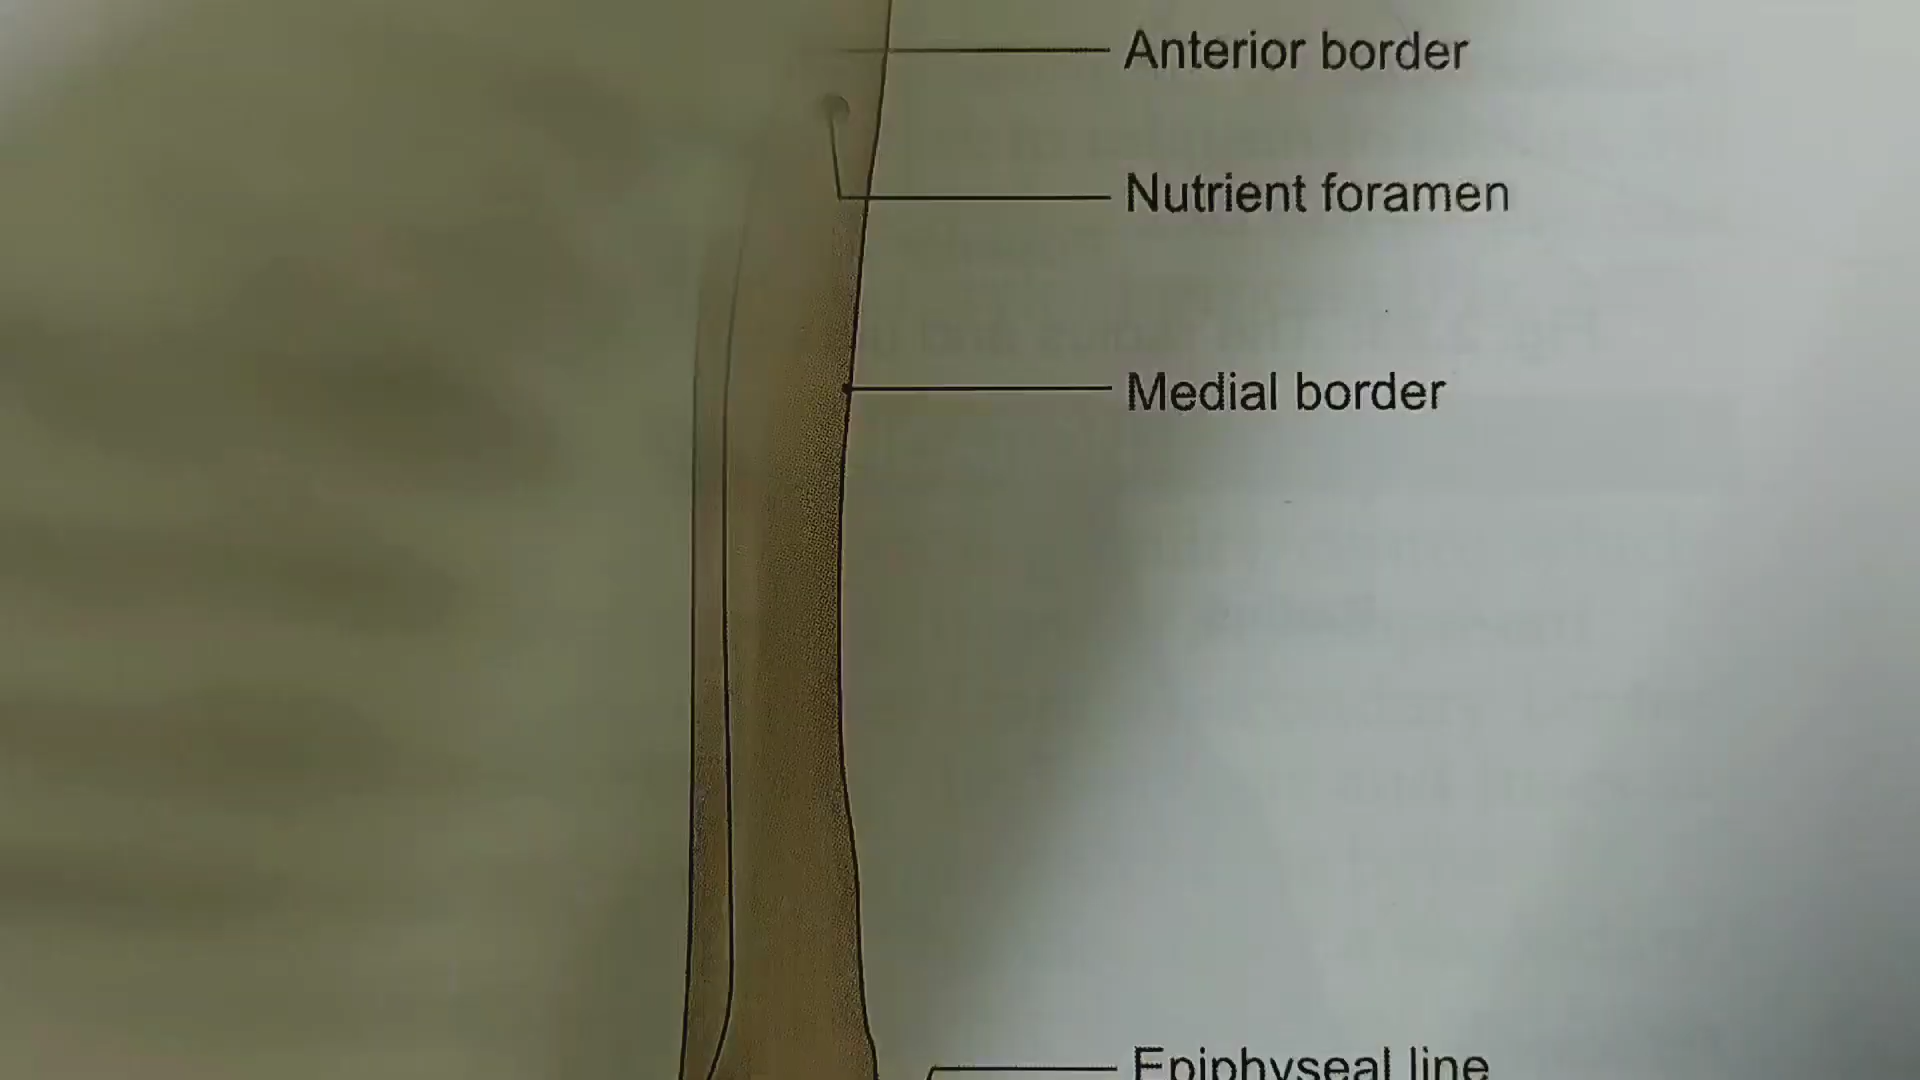 Anterior border
Nutrient foramen
Medial border
Epiphyseal line